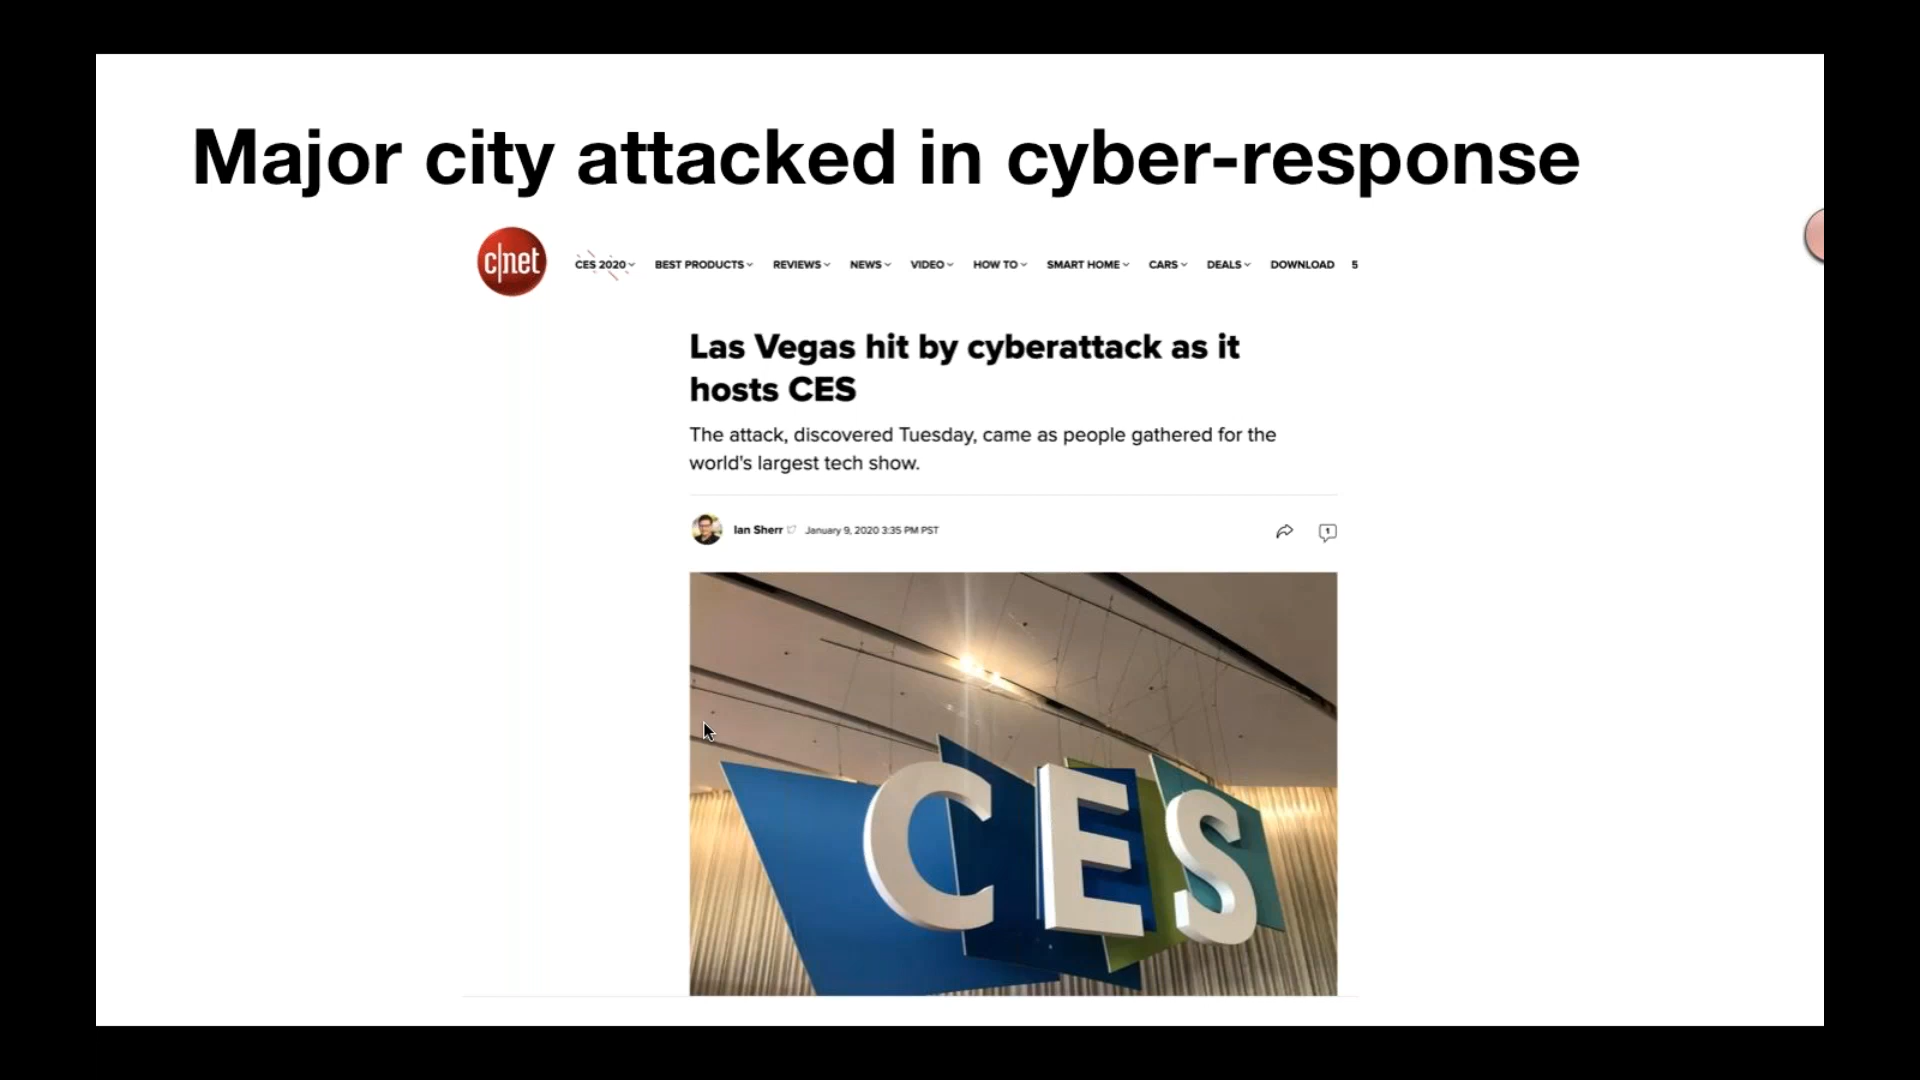 Major city attacked in cyber-response
c|net
CES 2020 BEST PRODUCTS REVIEWS NEWS VIDEO HOW TO SMART HOME CARS DEALS DOWNLOAD 5
Las Vegas hit by cyberattack as it
hosts CES
The attack, discovered Tuesday, came as people gathered for the
world's largest tech show.
Ian Sherr January 9, 2020 3:35 PM PST
1
CES